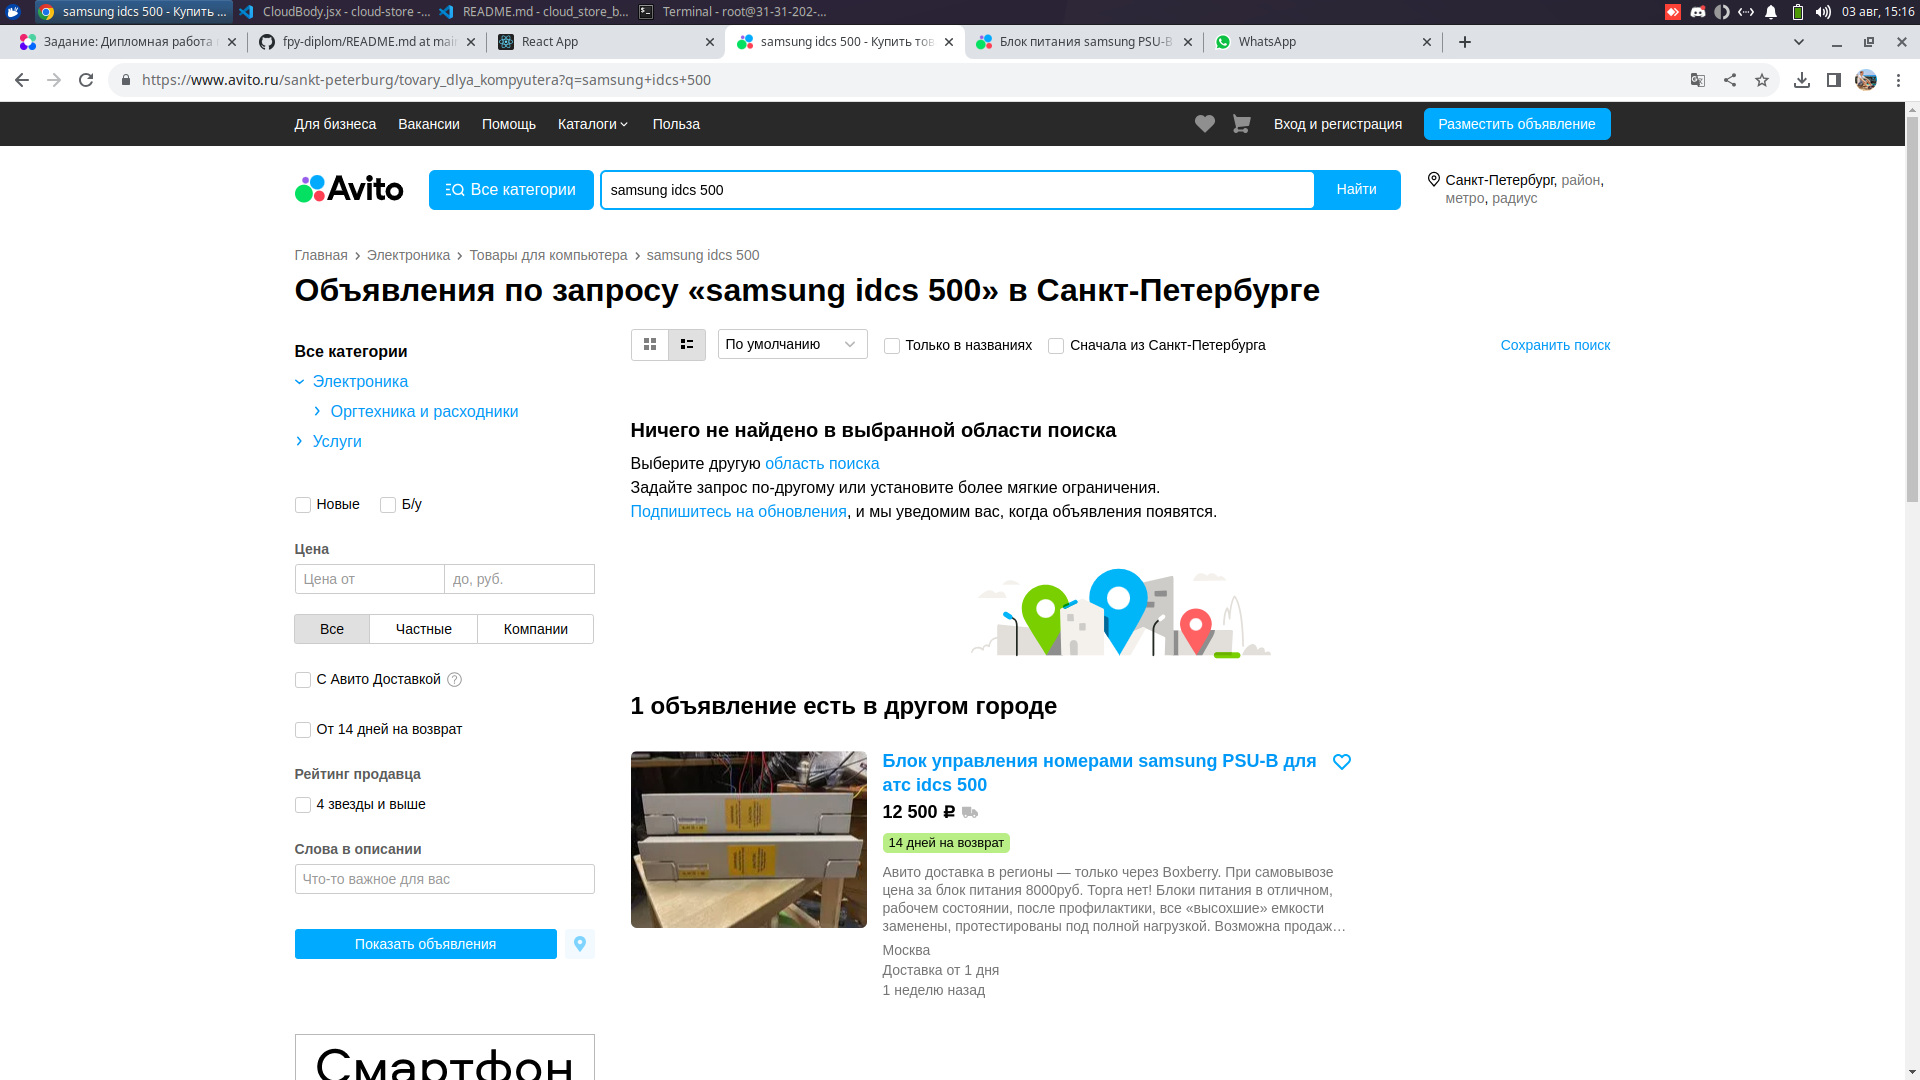 samsung idcs 500 - Купить ...
CloudBody.jsx - cloud-store -...
README.md - cloud_store_b...
Terminal - root@31-31-202-...
03 авг, 15:16
Задание: Дипломная работа
fpy-diplom/README.md at mai
React App
samsung idcs 500 - Купить тов
Блок питания samsung PSU-B
WhatsApp
https://www.avito.ru/sankt-peterburg/tovary_dlya_kompyutera?q=samsung+idcs+500
Для бизнеса
Вакансии
Помощь
Каталоги
Польза
Вход и регистрация
Разместить объявление
Avito
Все категории
samsung idcs 500
Найти
Санкт-Петербург, район,
метро, радиус
Главная > Электроника > Товары для компьютера > samsung idcs 500
Объявления по запросу «samsung idcs 500» в Санкт-Петербурге
Все категории
Электроника
Оргтехника и расходники
Услуги
Новые
Б/у
Цена
Цена от
до, руб.
Все
Частные
Компании
С Авито Доставкой ?
От 14 дней на возврат
Рейтинг продавца
4 звезды и выше
Слова в описании
Что-то важное для вас
Показать объявления
Смартфон
По умолчанию
Только в названиях
Сначала из Санкт-Петербурга
Сохранить поиск
Ничего не найдено в выбранной области поиска
Выберите другую область поиска
Задайте запрос по-другому или установите более мягкие ограничения.
Подпишитесь на обновления, и мы уведомим вас, когда объявления появятся.
1 объявление есть в другом городе
Блок управления номерами samsung PSU-B для
атс idcs 500
12 500 ₽
14 дней на возврат
Авито доставка в регионы — только через Boxberry. При самовывозе
цена за блок питания 8000руб. Торга нет! Блоки питания в отличном,
рабочем состоянии, после профилактики, все «высохшие» емкости
заменены, протестированы под полной нагрузкой. Возможна продаж…
Москва
Доставка от 1 дня
1 неделю назад